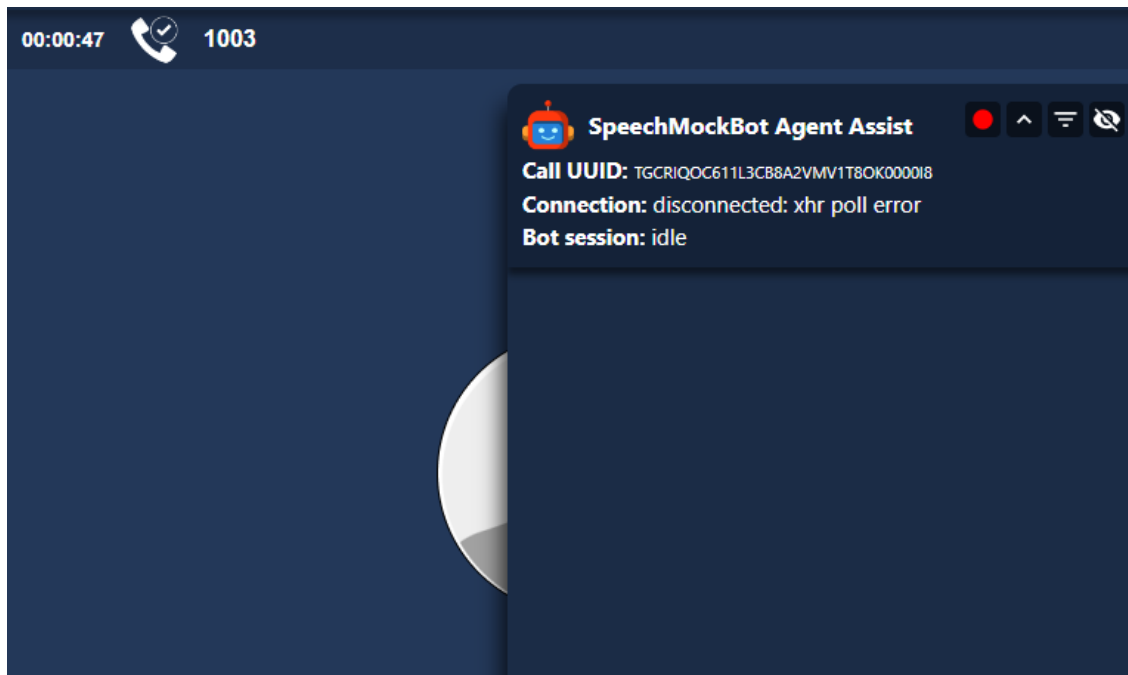 00:00:47 1003
SpeechMockBot Agent Assist
Call UUID: TGCRIQOC611L3CB8A2VMV1T8OK0000I8
Connection: disconnected: xhr poll error
Bot session: idle